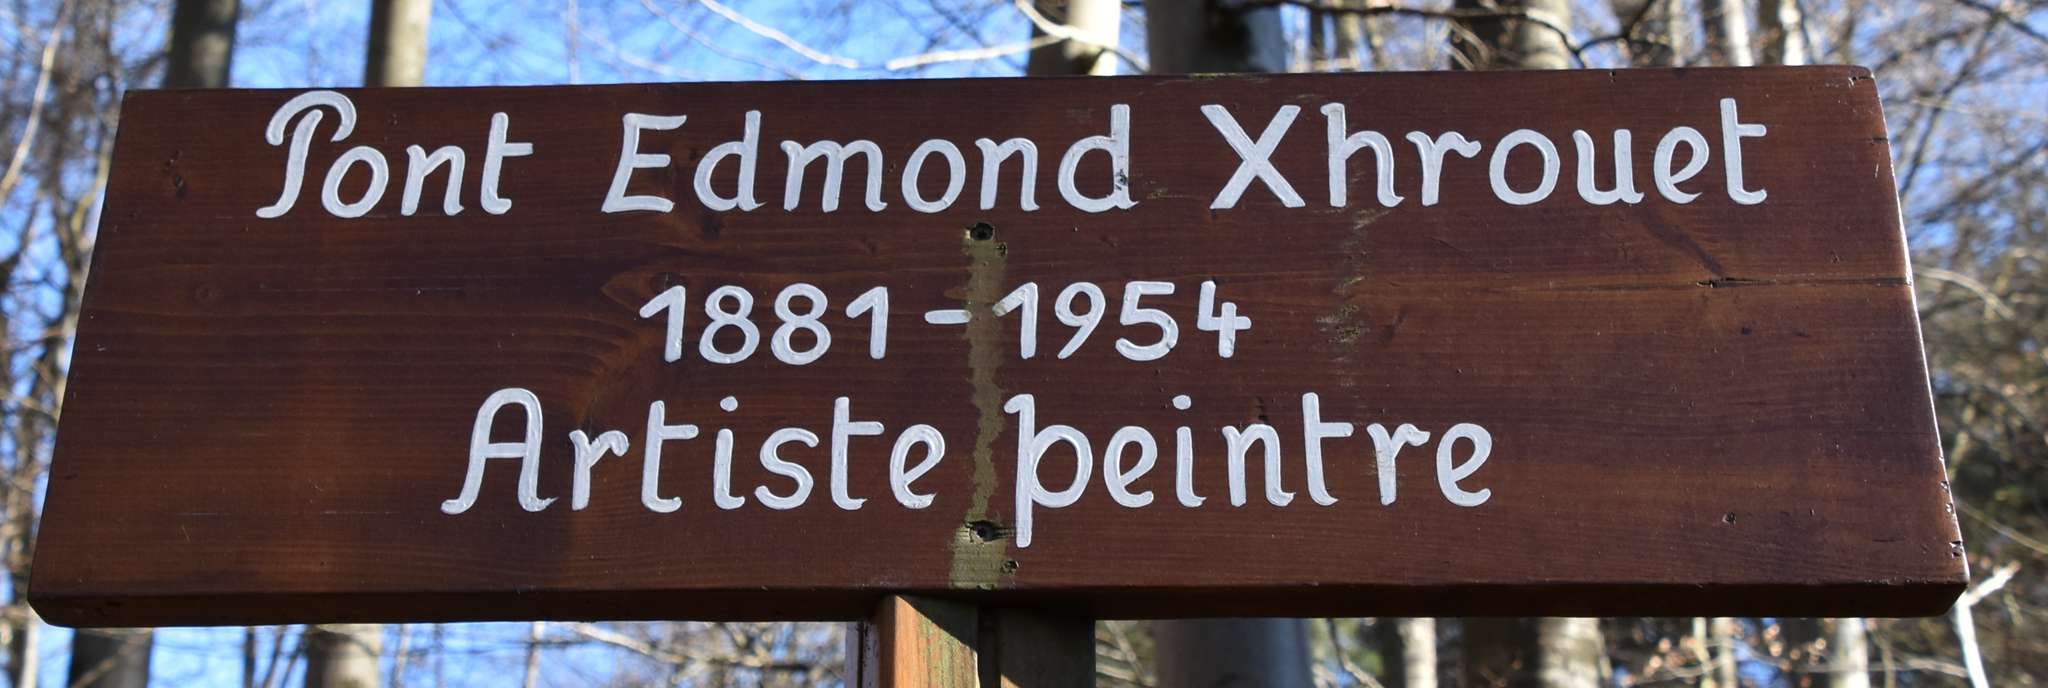 Pont Edmond Xhrouet
1881-1954
Artiste peintre